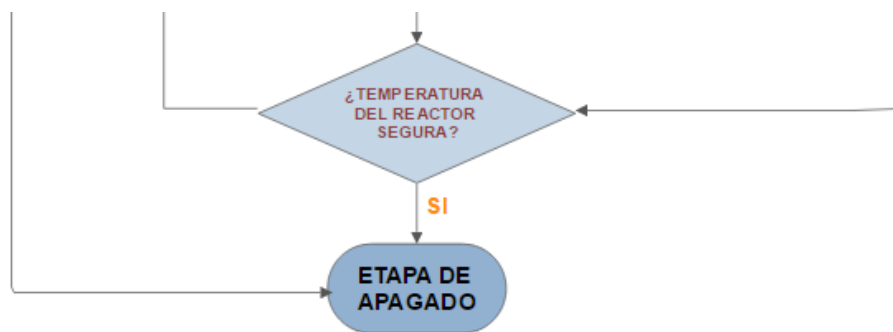 ¿TEMPERATURA
DEL REACTOR
SEGURA?
SI
ETAPA DE
APAGADO